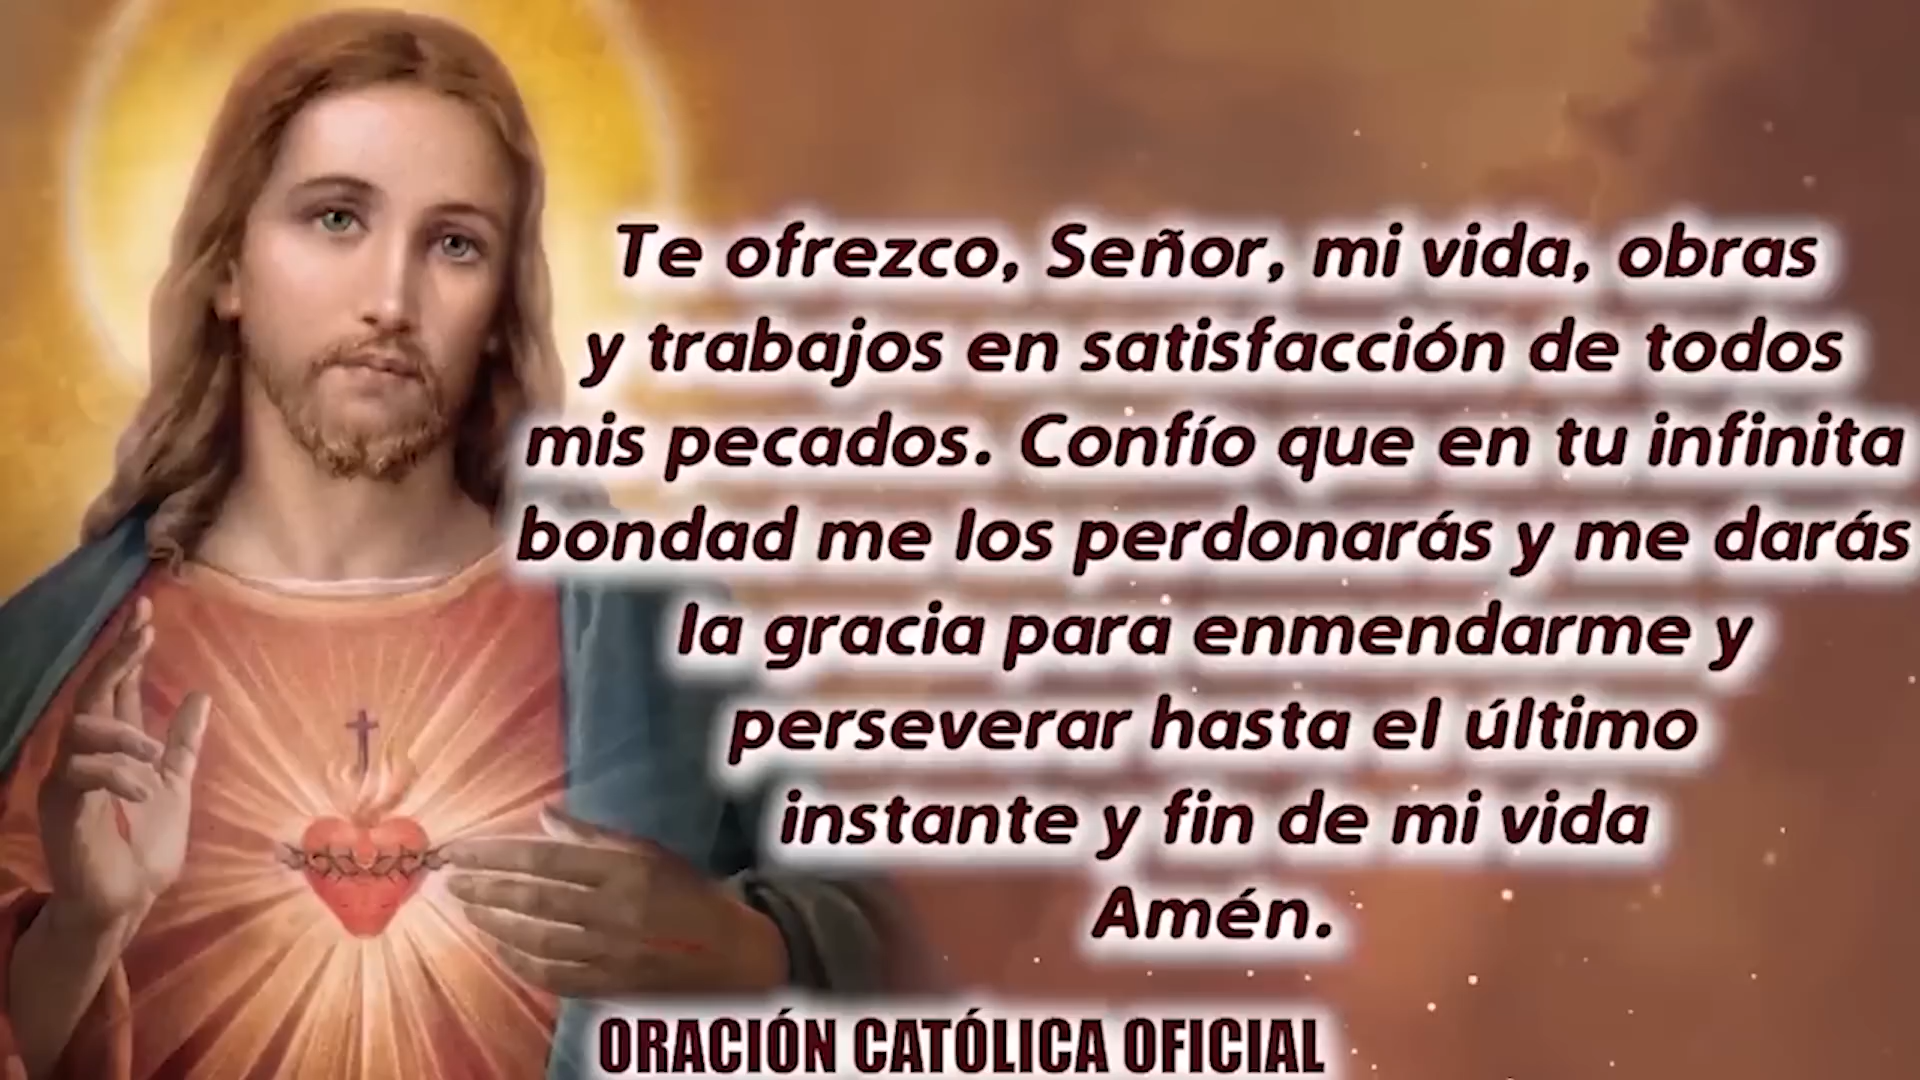 Te ofrezco, Señor, mi vida, obras
y trabajos en satisfacción de todos
mis pecados. Confío que en tu infinita
bondad me los perdonarás y me darás
la gracia para enmendarme y
perseverar hasta el último
instante y fin de mi vida
Amén.
ORACIÓN CATÓLICA OFICIAL